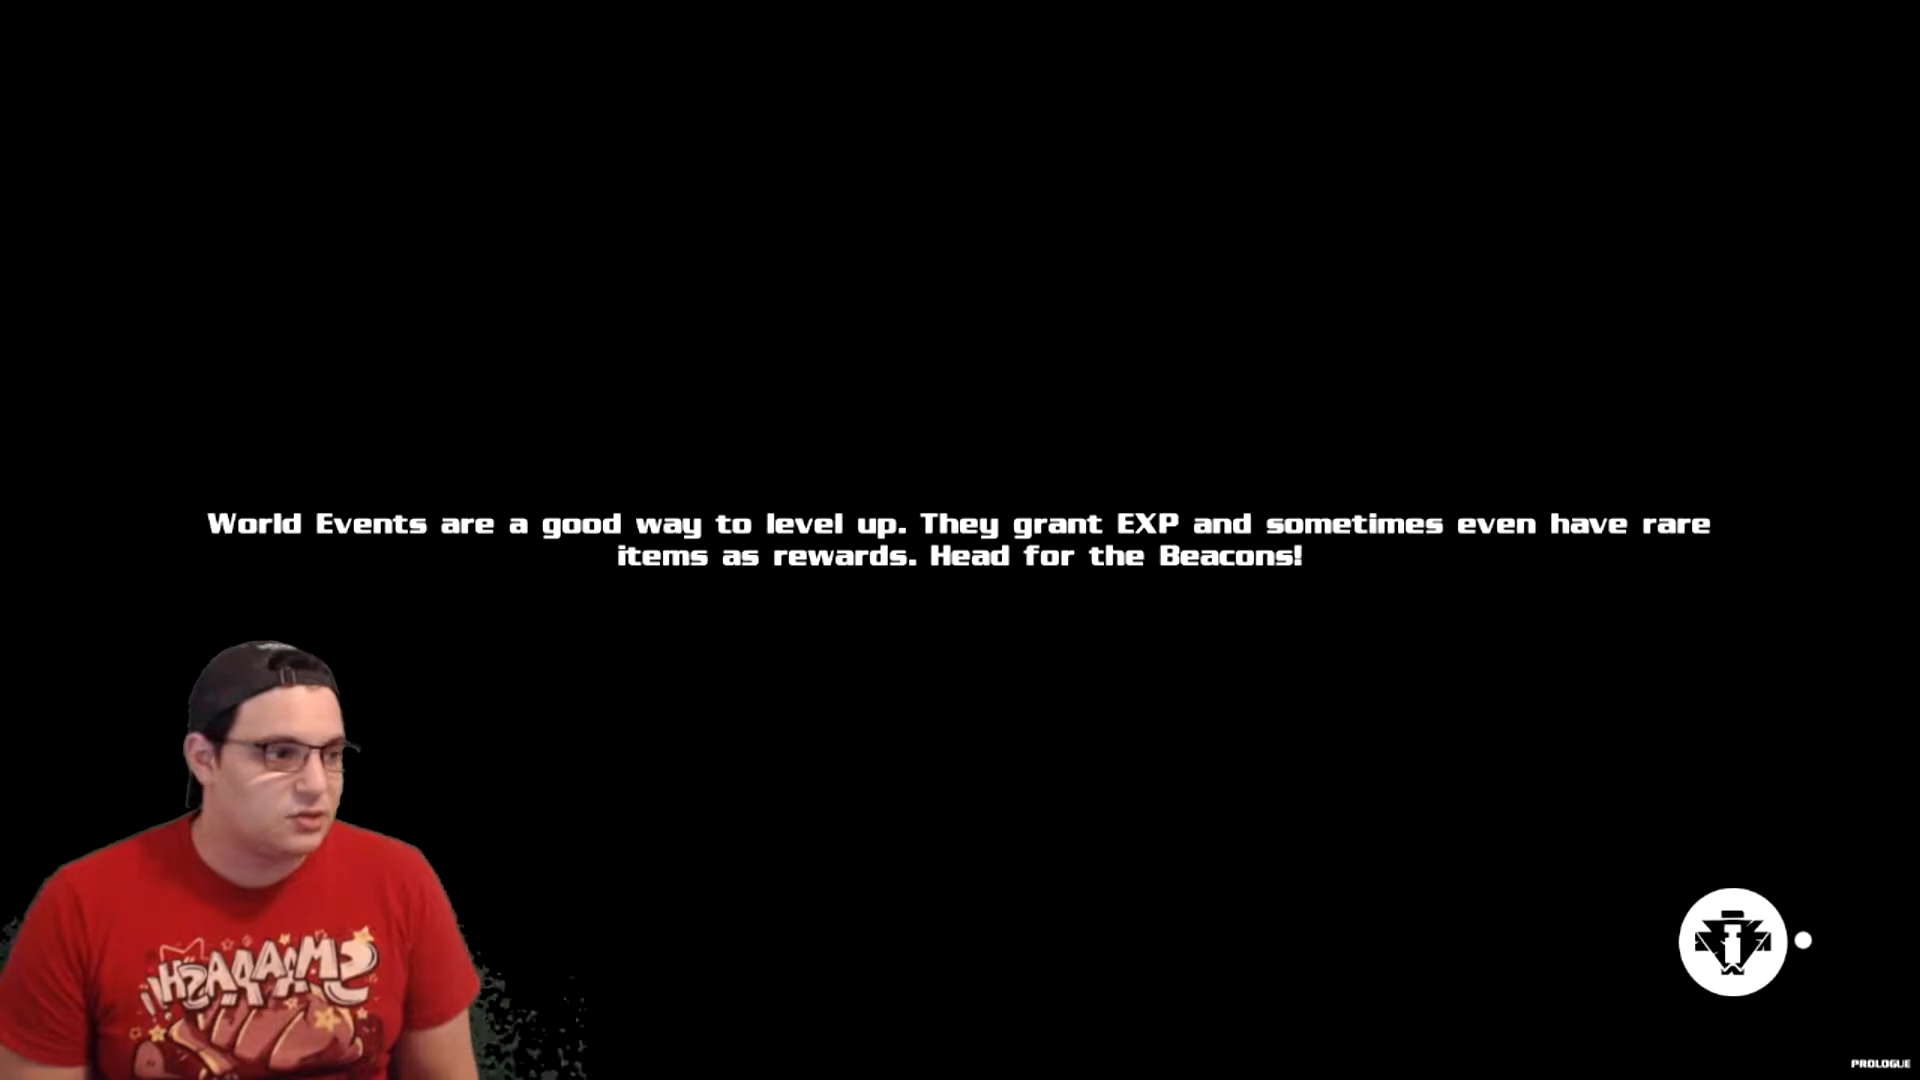 World Events are a good way to level up. They grant EXP and sometimes even have rare
items as rewards. Head for the Beacons!
SMAAAASH!
PROLOGUE